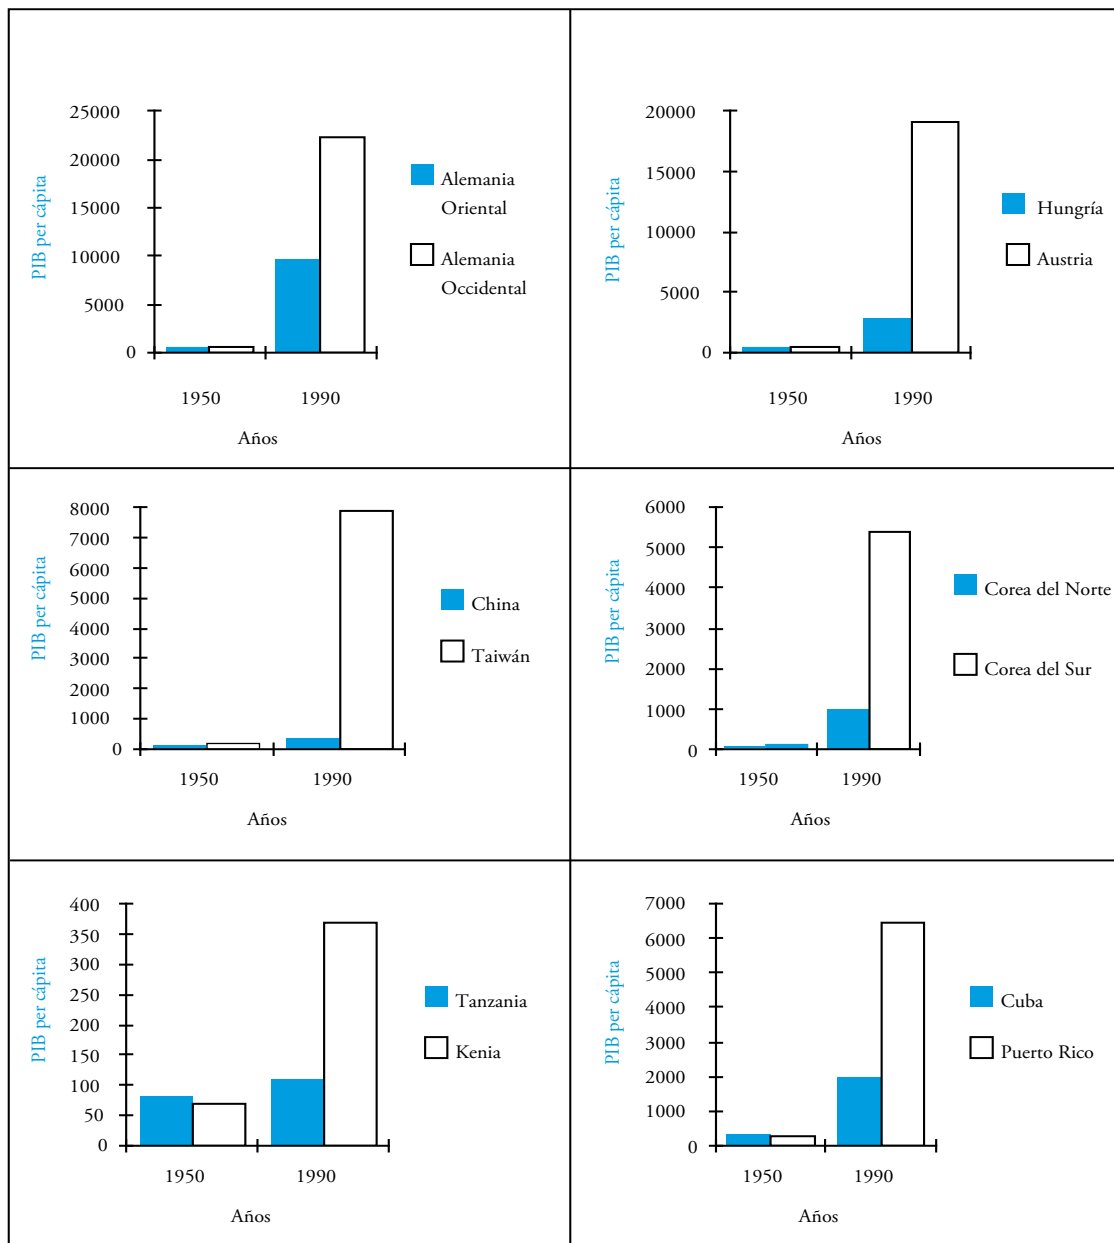 25000
20000
15000
10000
5000
0
PIB per cápita
1950
1990
Años
Alemania
Oriental
Alemania
Occidental
20000
15000
10000
5000
0
PIB per cápita
1950
1990
Años
Hungría
Austria
8000
7000
6000
5000
4000
3000
2000
1000
0
PIB per cápita
1950
1990
Años
China
Taiwán
6000
5000
4000
3000
2000
1000
0
PIB per cápita
1950
1990
Años
Corea del Norte
Corea del Sur
400
350
300
250
200
150
100
50
0
PIB per cápita
1950
1990
Años
Tanzania
Kenia
7000
6000
5000
4000
3000
2000
1000
0
PIB per cápita
1950
1990
Años
Cuba
Puerto Rico